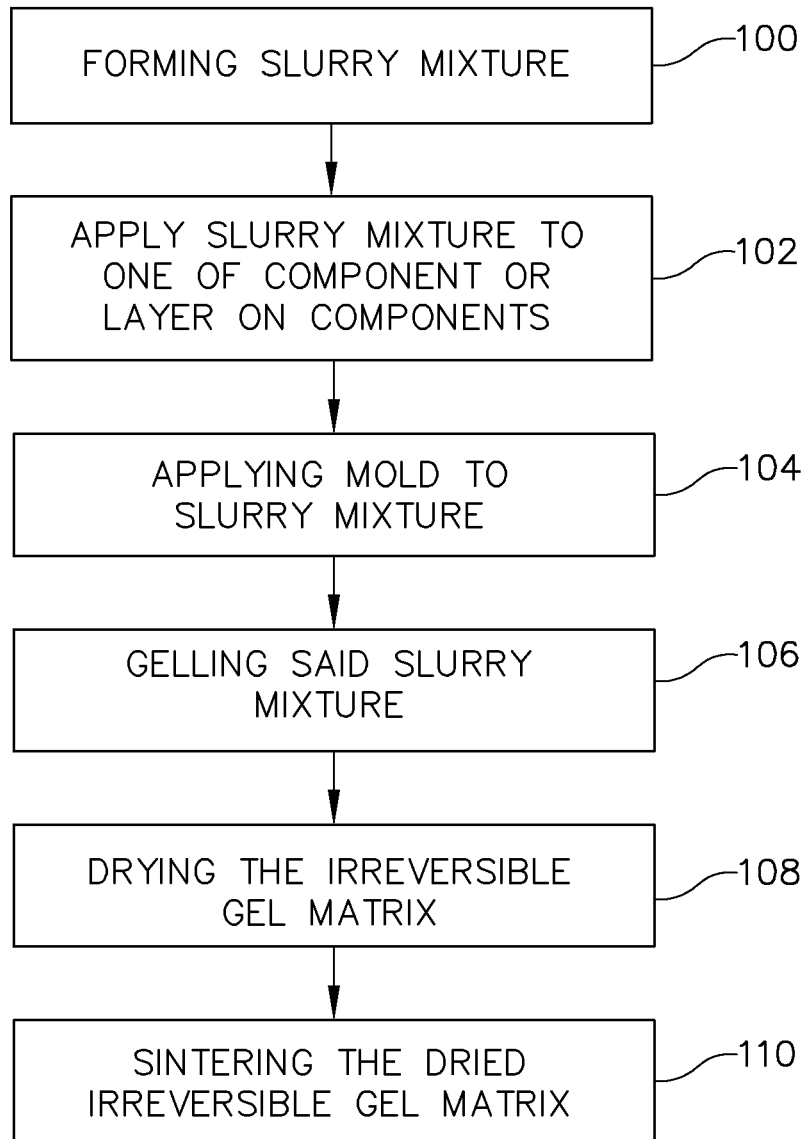 FORMING SLURRY MIXTURE
100
APPLY SLURRY MIXTURE TO
ONE OF COMPONENT OR
LAYER ON COMPONENTS
102
APPLYING MOLD TO
SLURRY MIXTURE
104
GELLING SAID SLURRY
MIXTURE
106
DRYING THE IRREVERSIBLE
GEL MATRIX
108
SINTERING THE DRIED
IRREVERSIBLE GEL MATRIX
110